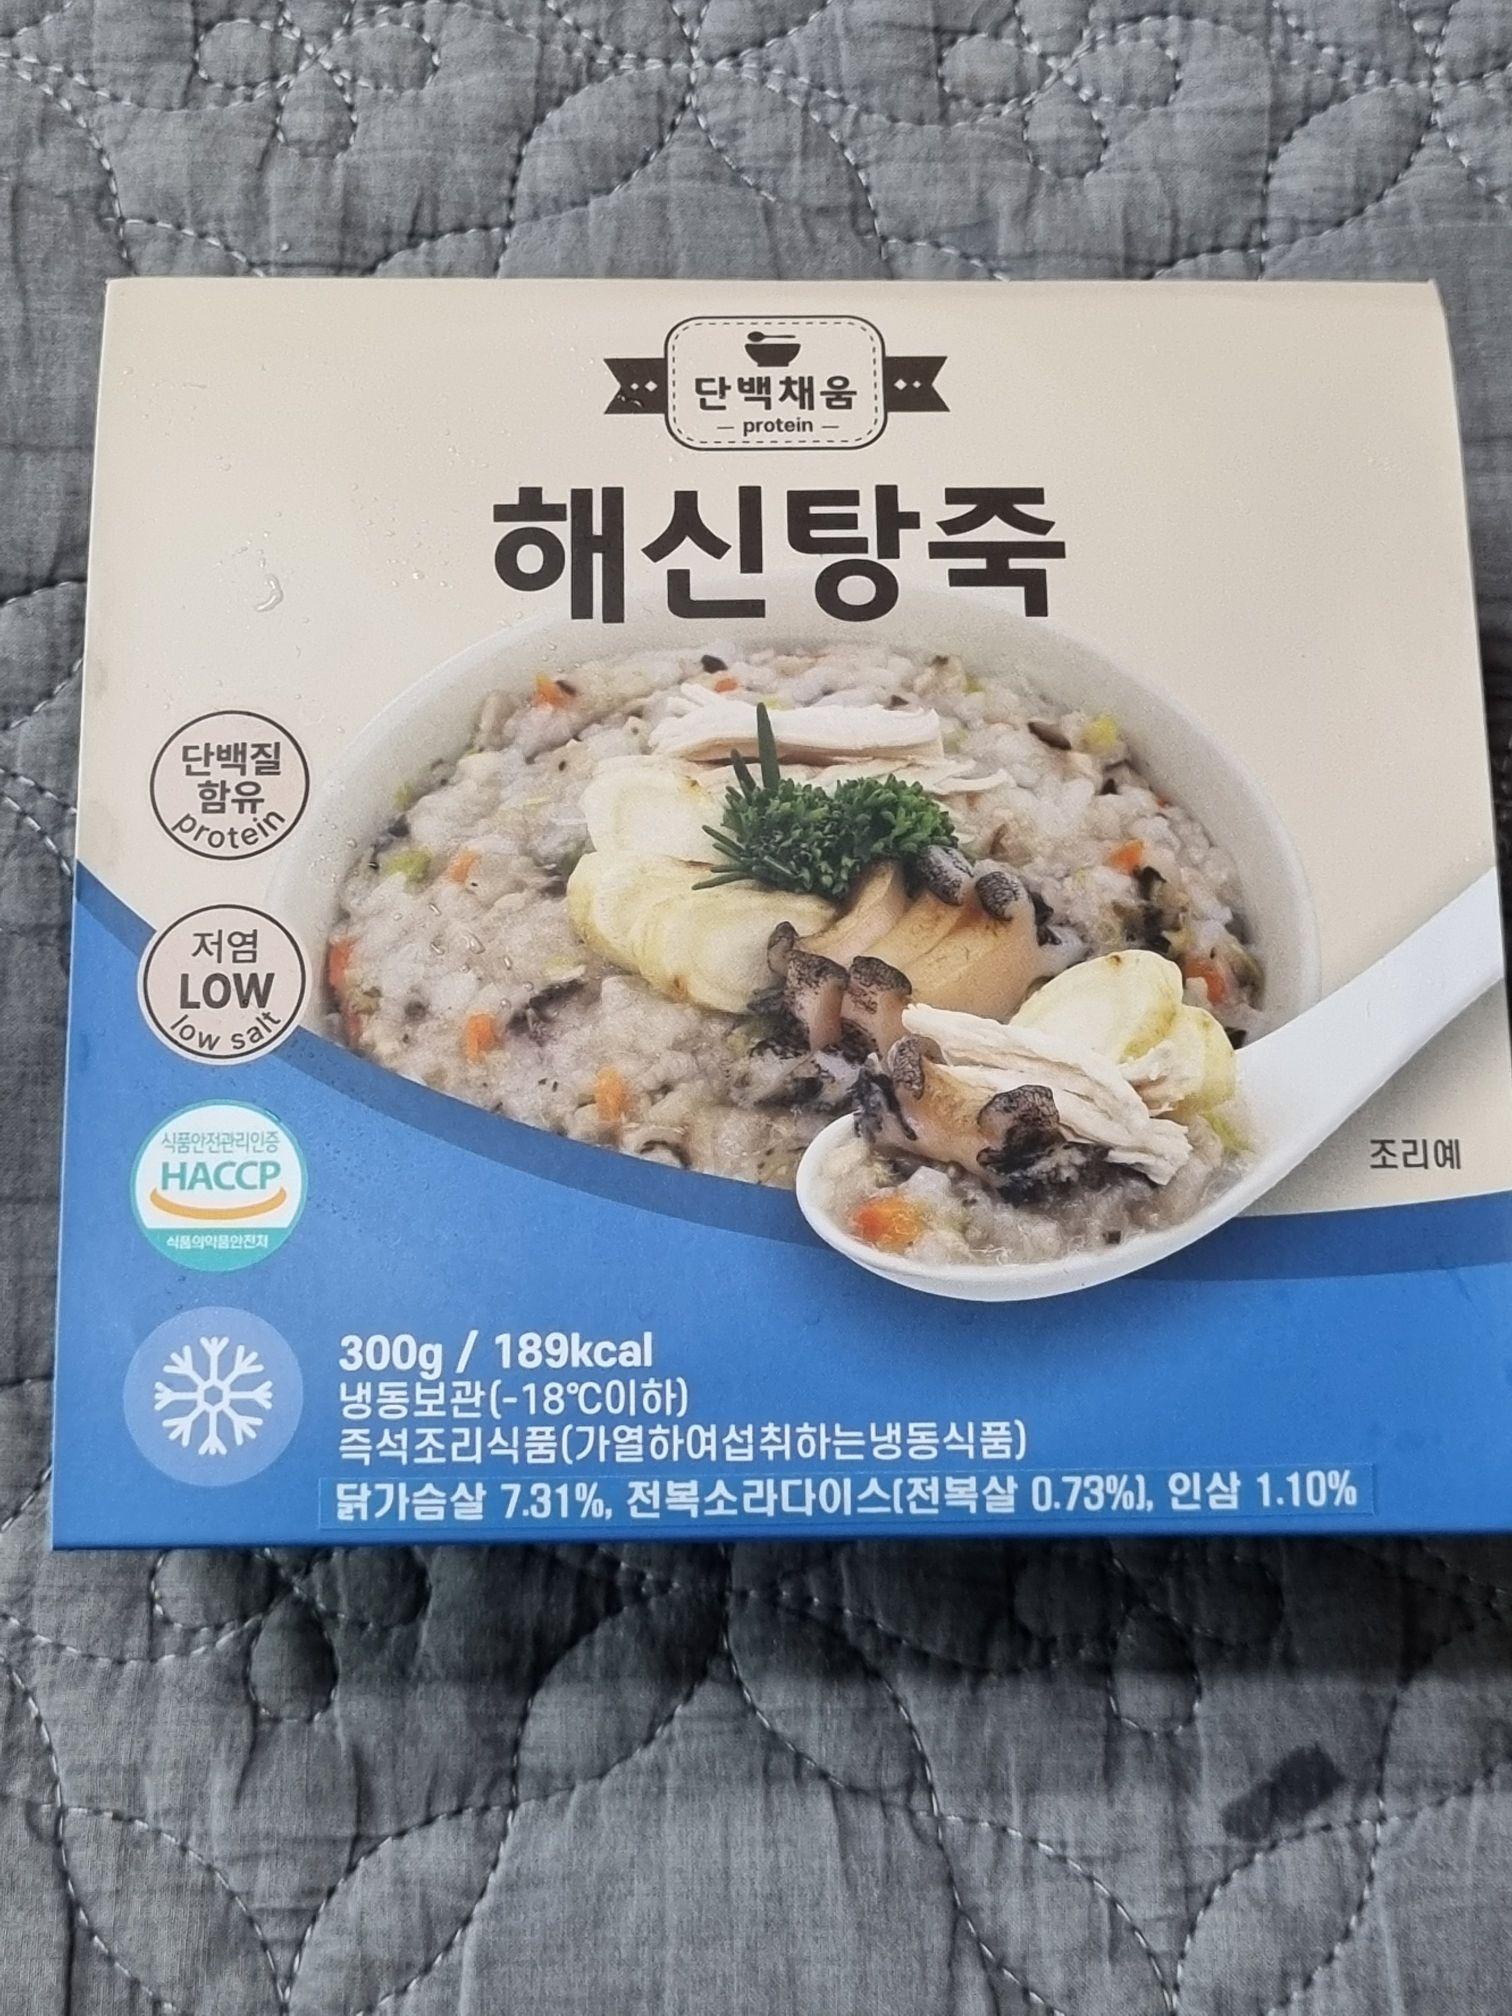 단백채움
protein
해신탕죽
단백질
함유
protein
저염
LOW
low salt
식품안전관리인증
HACCP
식품의약품안전처
조리예
300g / 189kcal
냉동보관(-18℃이하)
즉석조리식품(가열하여섭취하는냉동식품)
닭가슴살 7.31%, 전복소라다이스(전복살 0.73%), 인삼 1.10%